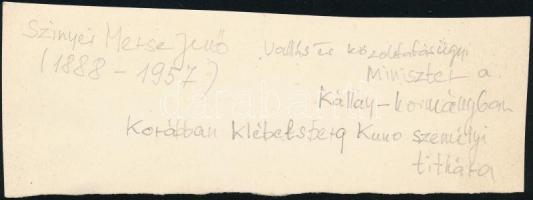 Szinyei Merse Jenő
(1888 - 1957)
Vallás és közoktatásügyi
Miniszter a
Kállay-kormányban
Korábban Klebelsberg Kuno személyi
titkára